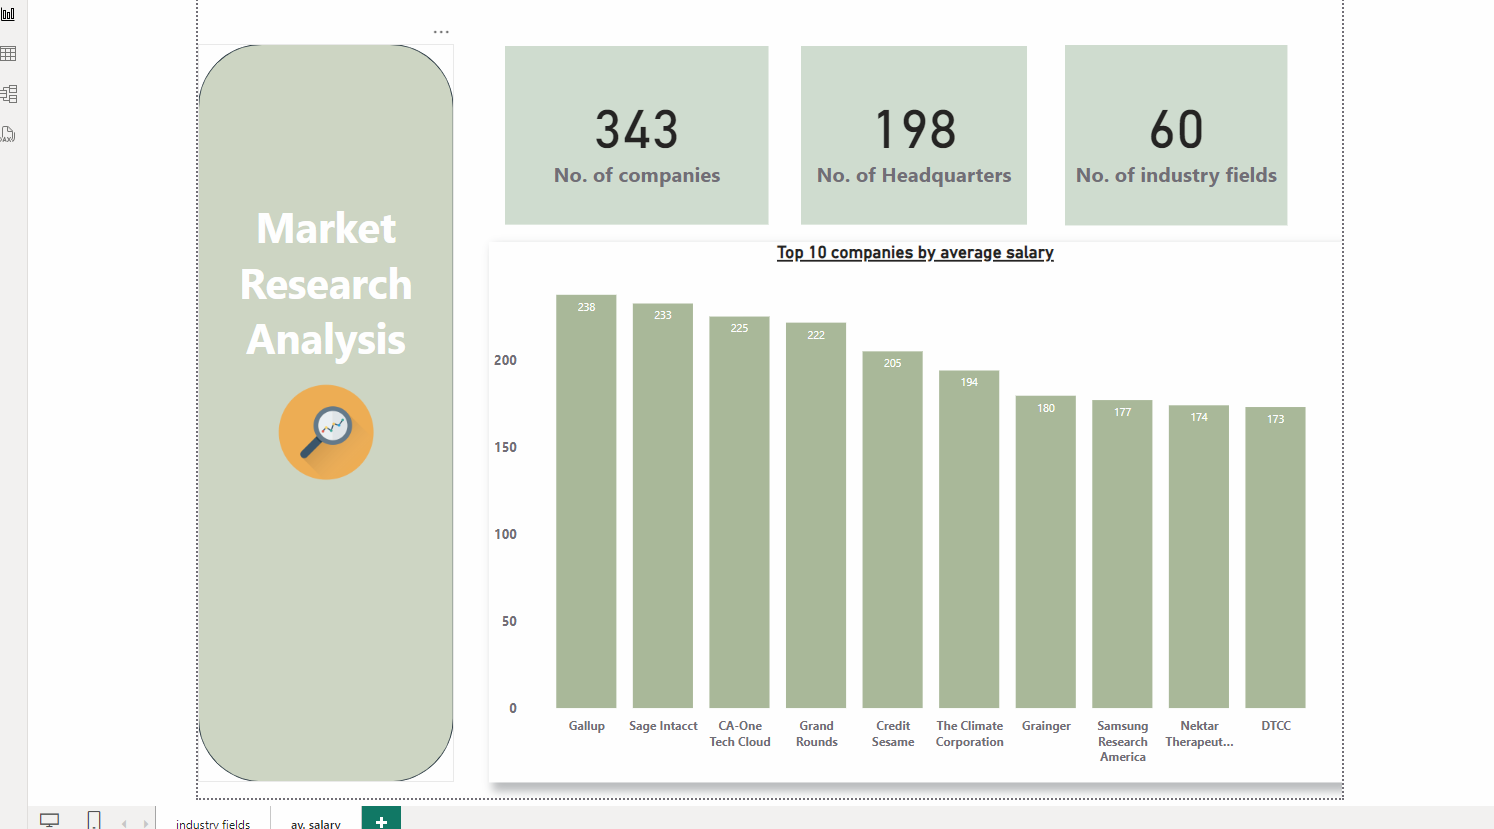 ...
Market
Research
Analysis
343
No. of companies
198
No. of Headquarters
60
No. of industry fields
Top 10 companies by average salary
238
233
225
222
205
194
180
177
174
173
200
150
100
50
0
Gallup
Sage Intacct
CA-One
Tech Cloud
Grand
Rounds
Credit
Sesame
The Climate
Corporation
Grainger
Samsung
Research
America
Nektar
Therapeut...
DTCC
industry fields
av. salary
+